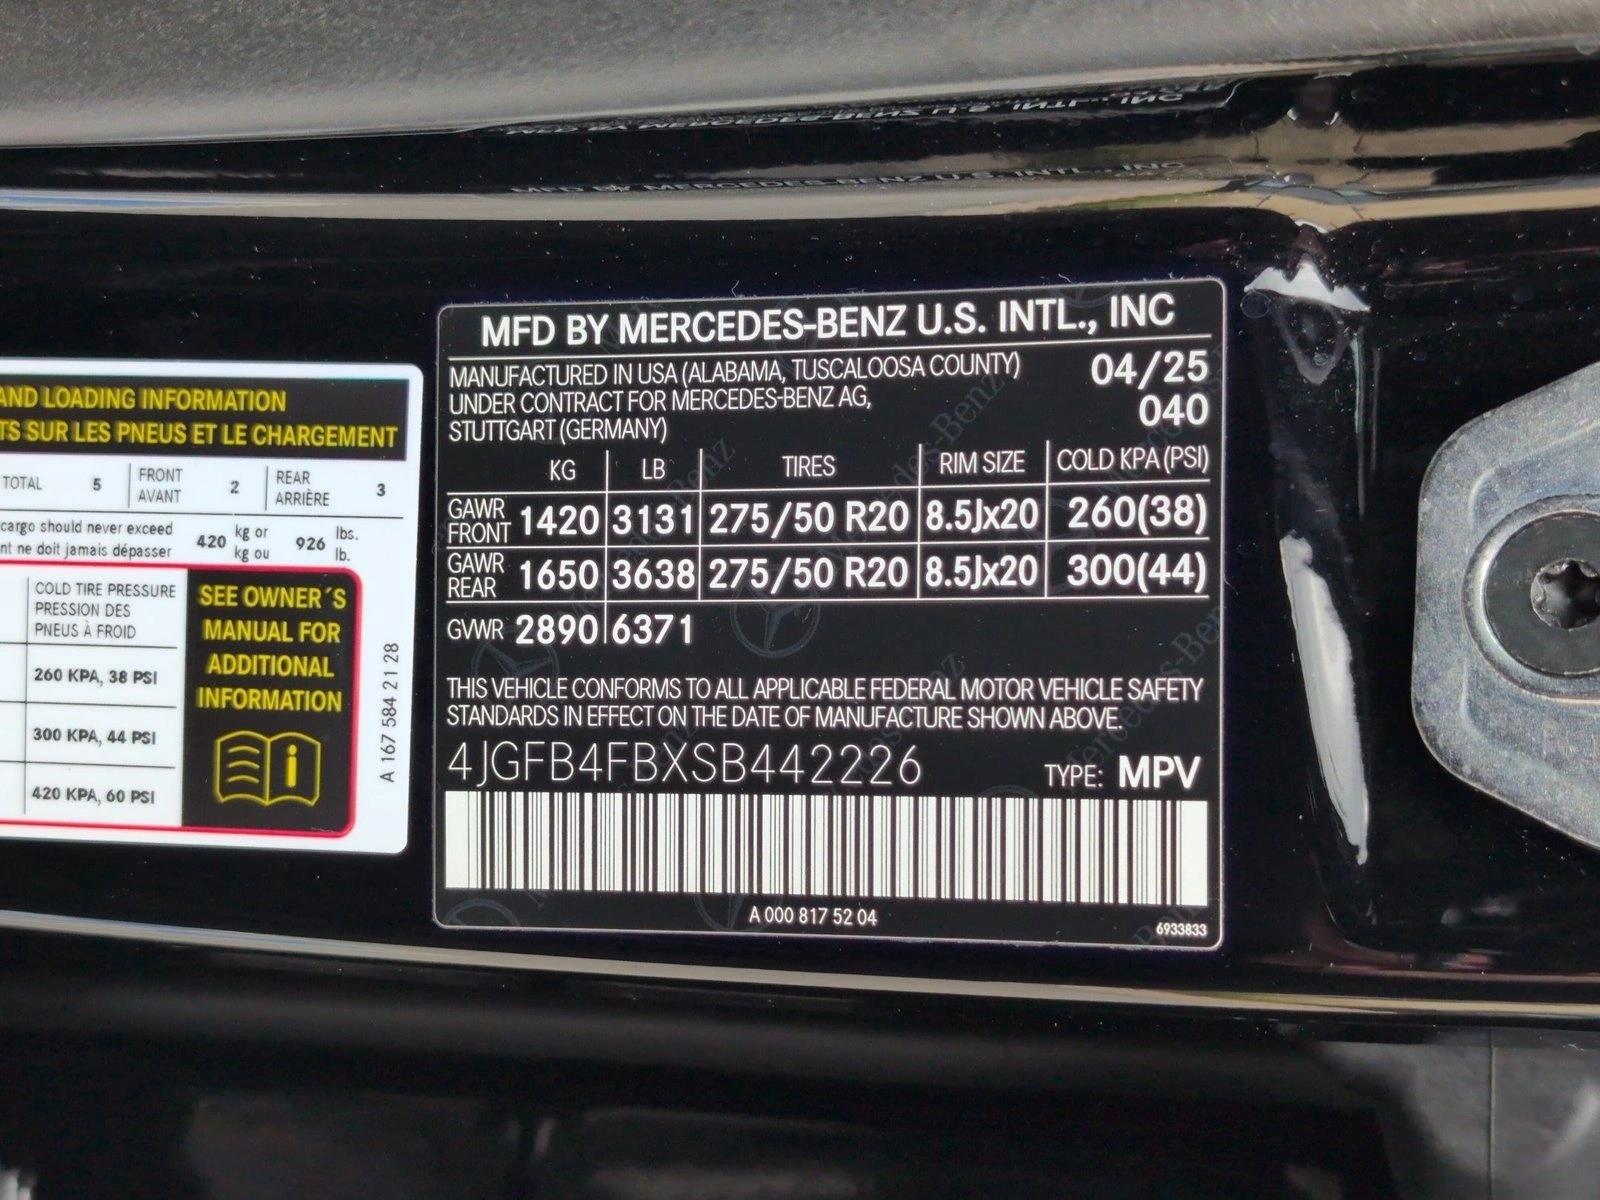 AND LOADING INFORMATION
TS SUR LES PNEUS ET LE CHARGEMENT
TOTAL 5 FRONT AVANT 2 REAR ARRIÈRE 3
cargo should never exceed 420 kg or 926 lbs.
nt ne doit jamais dépasser kg ou lb.
COLD TIRE PRESSURE
PRESSION DES
PNEUS À FROID
260 KPA, 38 PSI
300 KPA, 44 PSI
420 KPA, 60 PSI
SEE OWNER´S
MANUAL FOR
ADDITIONAL
INFORMATION
A 167 584 21 28
MFD BY MERCEDES-BENZ U.S. INTL., INC
MANUFACTURED IN USA (ALABAMA, TUSCALOOSA COUNTY) 04/25
UNDER CONTRACT FOR MERCEDES-BENZ AG, 040
STUTTGART (GERMANY)
KG LB TIRES RIM SIZE COLD KPA (PSI)
GAWR FRONT 1420 3131 275/50 R20 8.5Jx20 260(38)
GAWR REAR 1650 3638 275/50 R20 8.5Jx20 300(44)
GVWR 2890 6371
THIS VEHICLE CONFORMS TO ALL APPLICABLE FEDERAL MOTOR VEHICLE SAFETY
STANDARDS IN EFFECT ON THE DATE OF MANUFACTURE SHOWN ABOVE.
4JGFB4FBXSB442226 TYPE: MPV
A 000 817 52 04
6933833